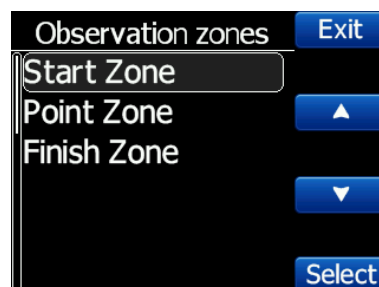 Observation zones
Exit
Start Zone
Point Zone
Finish Zone
Select